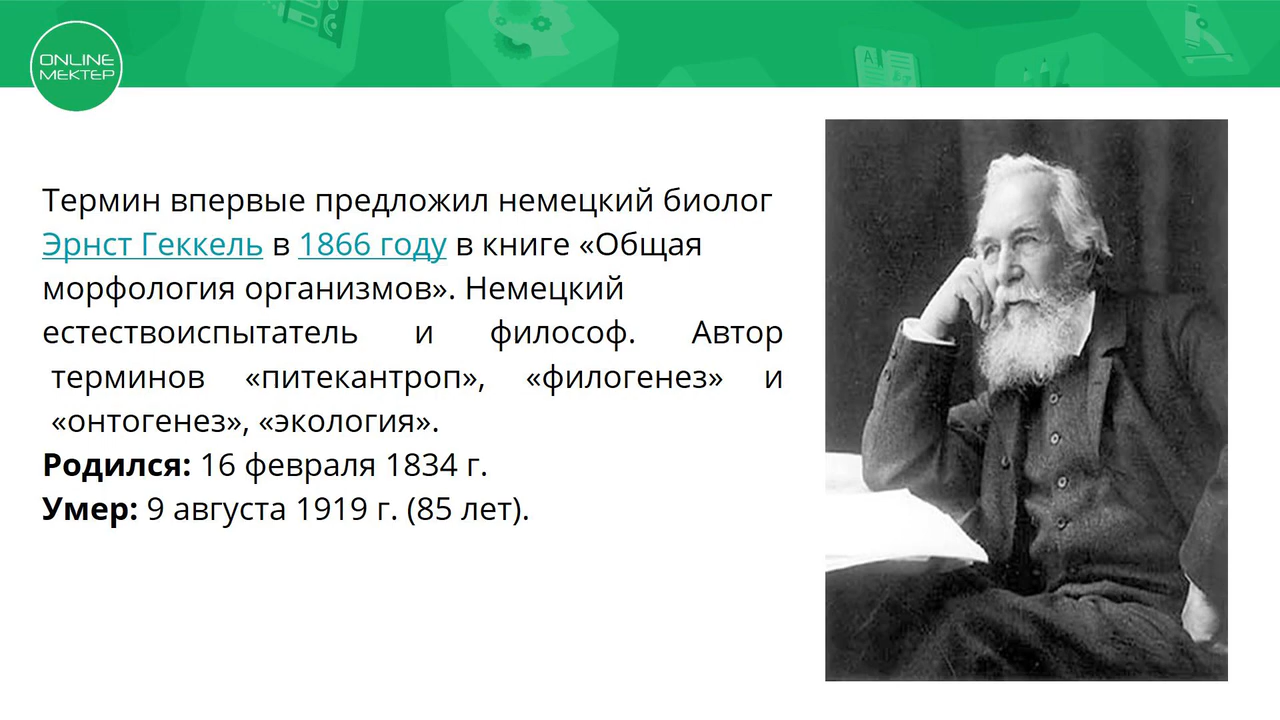 ONLINE
МЕКТЕР
Термин впервые предложил немецкий биолог
Эрнст Геккель в 1866 году в книге «Общая
морфология организмов». Немецкий
естествоиспытатель и философ. Автор
терминов «питекантроп», «филогенез» и
«онтогенез», «экология».
Родился: 16 февраля 1834 г.
Умер: 9 августа 1919 г. (85 лет).